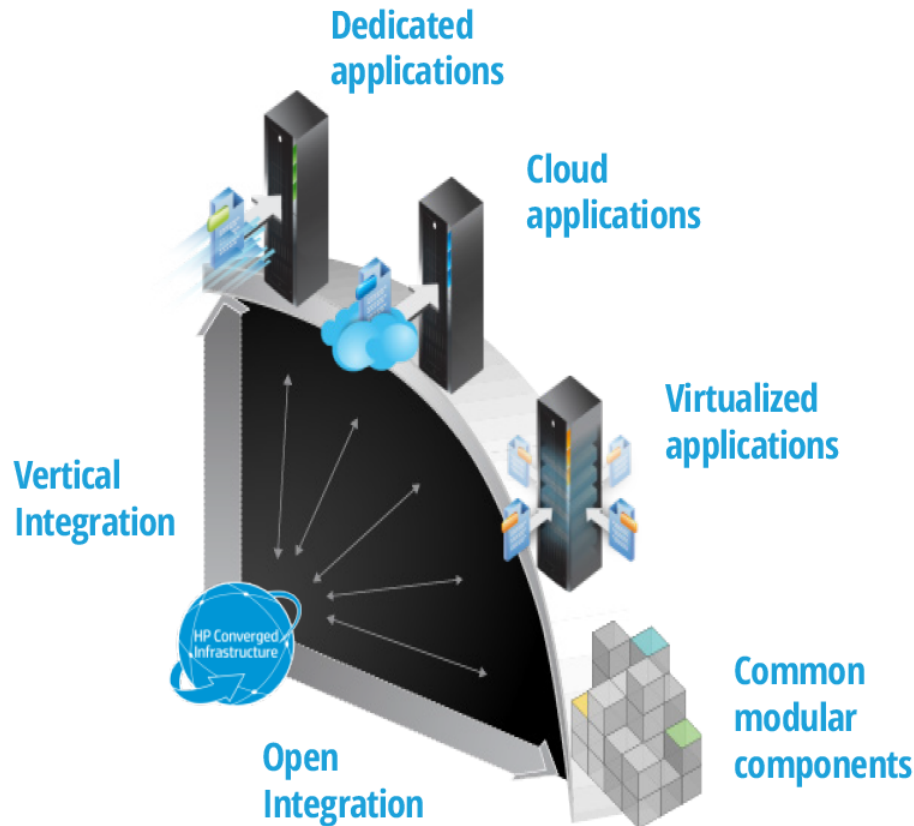 Dedicated
applications
Cloud
applications
Virtualized
applications
Vertical
Integration
HP Converged
Infrastructure
Common
modular
components
Open
Integration